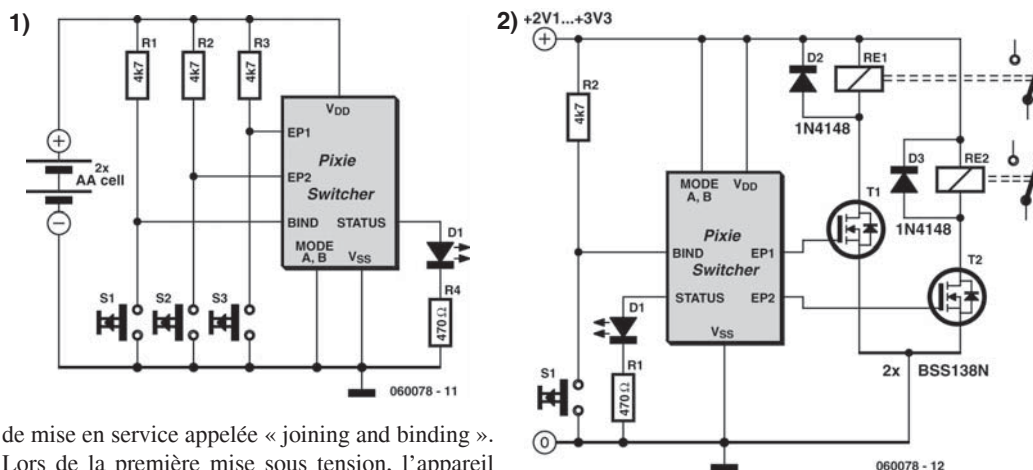 1)
R1
R2
R3
4k7
4k7
4k7
VDD
EP1
EP2
Pixie
Switcher
2x
AA cell
BIND
STATUS
MODE
A, B
VSS
D1
R4
470 Ω
S1
S2
S3
060078 - 11
2)
+2V1...+3V3
R2
4k7
D2
RE1
1N4148
D3
RE2
1N4148
MODE
A, B
VDD
Pixie
Switcher
BIND
STATUS
EP1
EP2
VSS
T1
T2
D1
R1
470 Ω
S1
2x BSS138N
0
060078 - 12
de mise en service appelée « joining and binding ».
Lors de la première mise sous tension, l’appareil